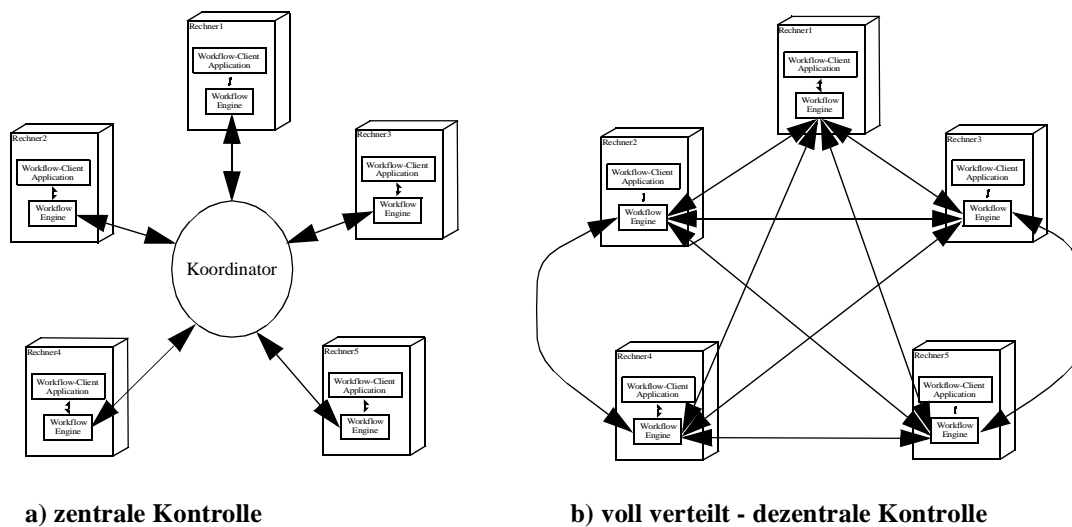 Rechner1
Workflow-Client
Application
Workflow
Engine
Rechner2
Workflow-Client
Application
Workflow
Engine
Rechner3
Workflow-Client
Application
Workflow
Engine
Koordinator
Rechner4
Workflow-Client
Application
Workflow
Engine
Rechner5
Workflow-Client
Application
Workflow
Engine
a) zentrale Kontrolle
Rechner1
Workflow-Client
Application
Workflow
Engine
Rechner2
Workflow-Client
Application
Workflow
Engine
Rechner3
Workflow-Client
Application
Workflow
Engine
Rechner4
Workflow-Client
Application
Workflow
Engine
Rechner5
Workflow-Client
Application
Workflow
Engine
b) voll verteilt - dezentrale Kontrolle